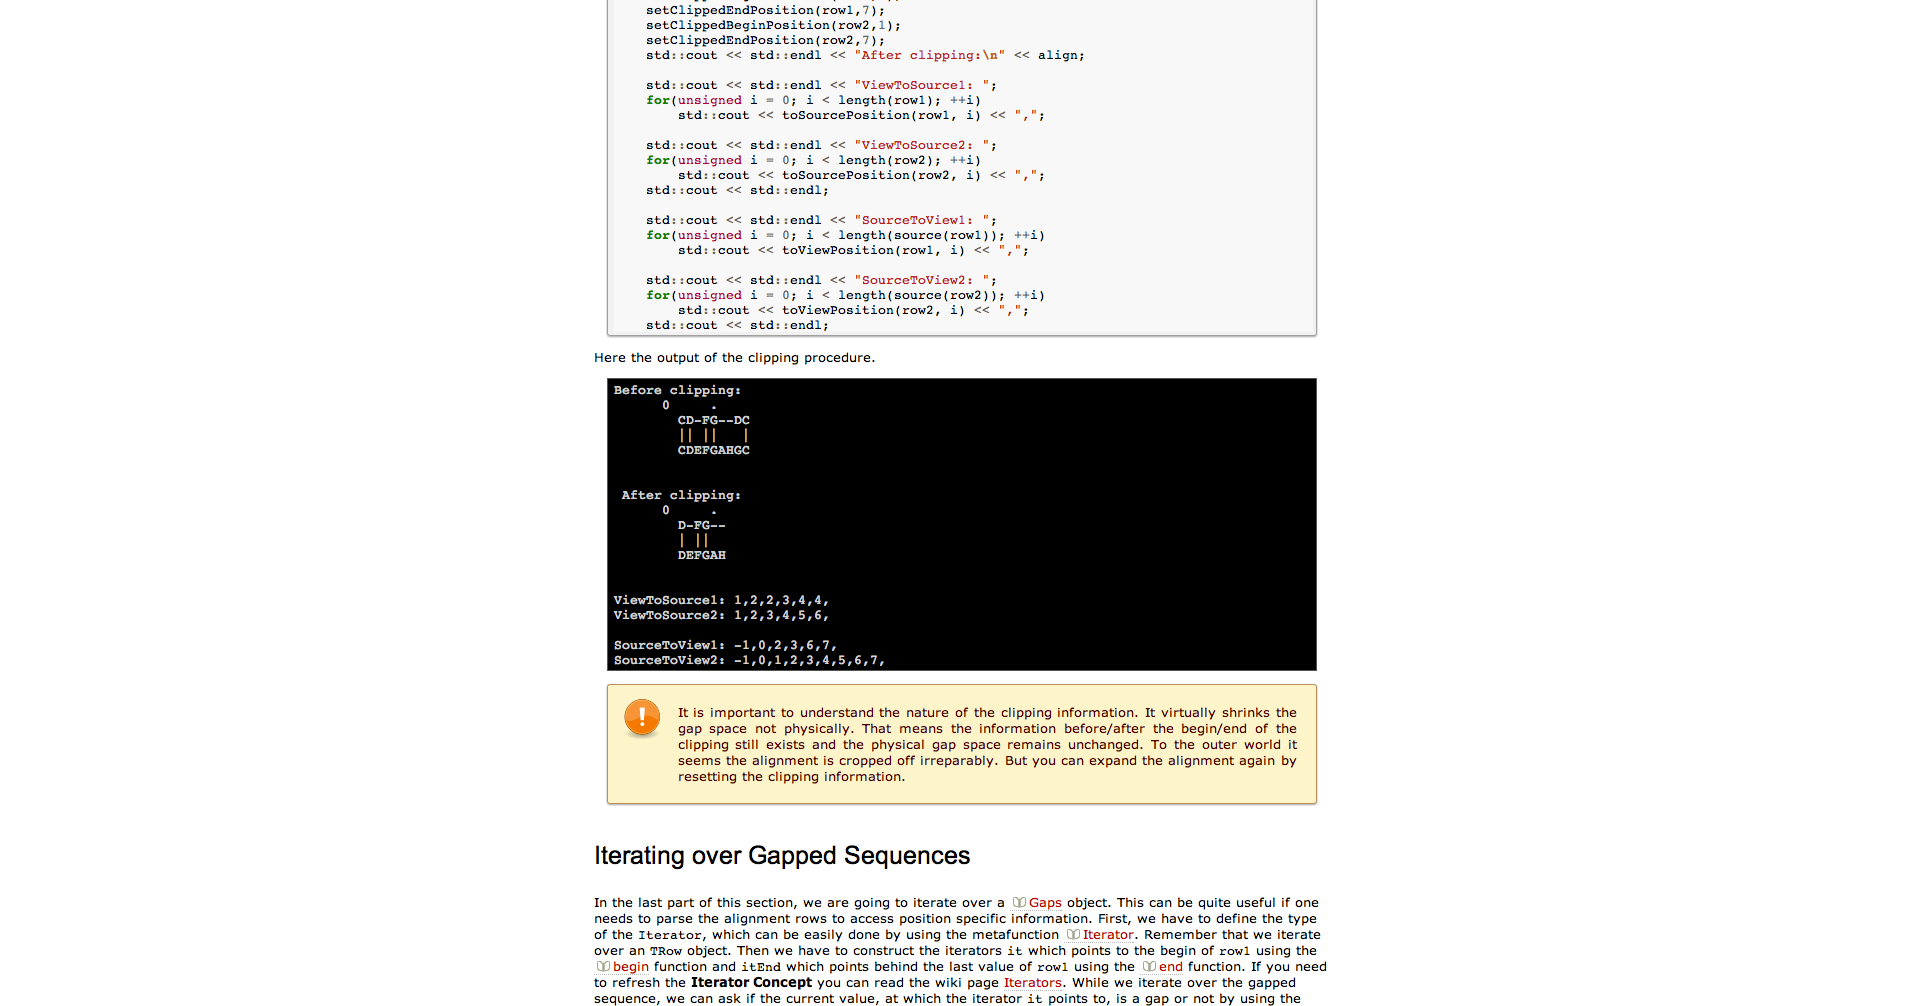 setClippedEndPosition(row1,7);
setClippedBeginPosition(row2,1);
setClippedEndPosition(row2,7);
std::cout << std::endl << "After clipping:\n" << align;
std::cout << std::endl << "ViewToSource1: ";
for(unsigned i = 0; i < length(row1); ++i)
std::cout << toSourcePosition(row1, i) << ",";
std::cout << std::endl << "ViewToSource2: ";
for(unsigned i = 0; i < length(row2); ++i)
std::cout << toSourcePosition(row2, i) << ",";
std::cout << std::endl;
std::cout << std::endl << "SourceToView1: ";
for(unsigned i = 0; i < length(source(row1)); ++i)
std::cout << toViewPosition(row1, i) << ",";
std::cout << std::endl << "SourceToView2: ";
for(unsigned i = 0; i < length(source(row2)); ++i)
std::cout << toViewPosition(row2, i) << ",";
std::cout << std::endl;
Here the output of the clipping procedure.
Before clipping:
0     .
CD-FG--DC
|| ||   |
CDEFGAHGC
After clipping:
0     .
D-FG--
| ||
DEFGAH
ViewToSource1: 1,2,2,3,4,4,
ViewToSource2: 1,2,3,4,5,6,
SourceToView1: -1,0,2,3,6,7,
SourceToView2: -1,0,1,2,3,4,5,6,7,
It is important to understand the nature of the clipping information. It virtually shrinks the
gap space not physically. That means the information before/after the begin/end of the
clipping still exists and the physical gap space remains unchanged. To the outer world it
seems the alignment is cropped off irreparably. But you can expand the alignment again by
resetting the clipping information.
Iterating over Gapped Sequences
In the last part of this section, we are going to iterate over a Gaps object. This can be quite useful if one
needs to parse the alignment rows to access position specific information. First, we have to define the type
of the Iterator, which can be easily done by using the metafunction Iterator. Remember that we iterate
over an TRow object. Then we have to construct the iterators it which points to the begin of row1 using the
begin function and itEnd which points behind the last value of row1 using the end function. If you need
to refresh the Iterator Concept you can read the wiki page Iterators. While we iterate over the gapped
sequence, we can ask if the current value, at which the iterator it points to, is a gap or not by using the